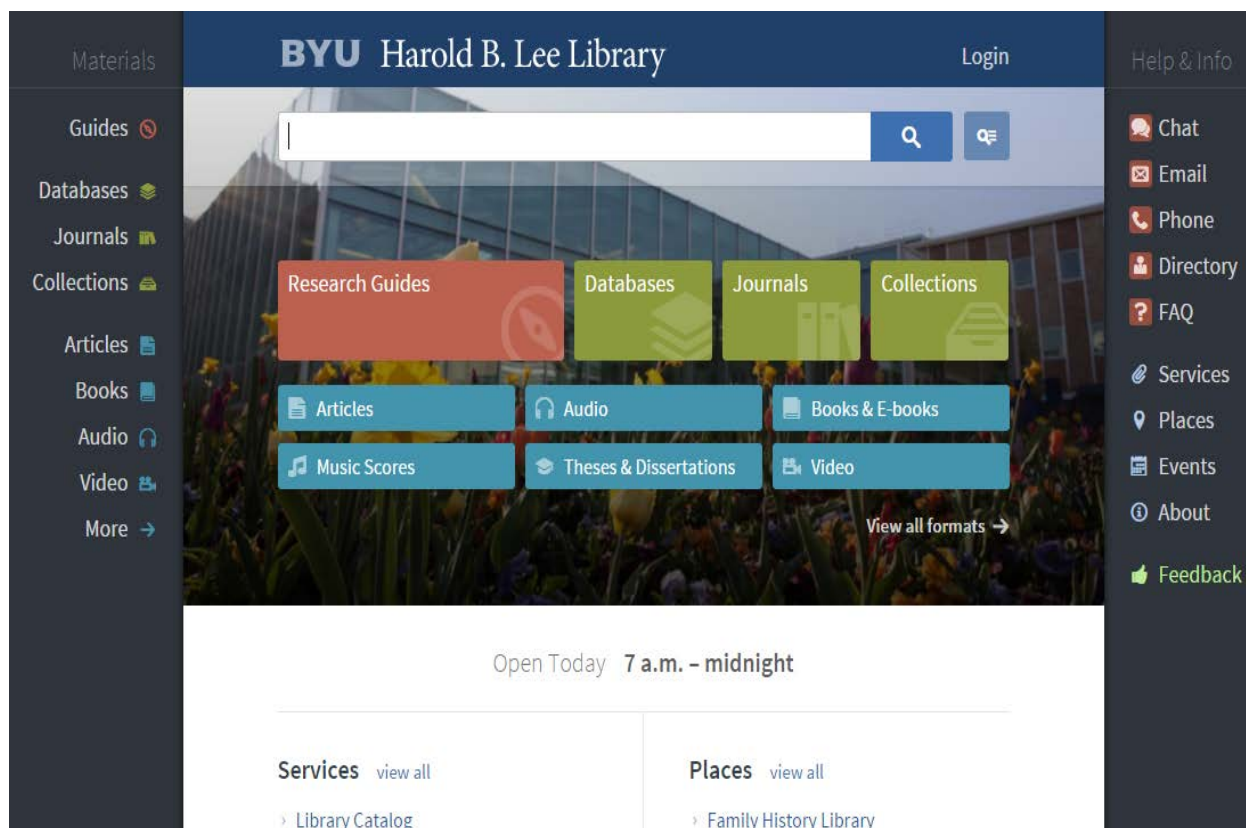 Materials
Guides
Databases
Journals
Collections
Articles
Books
Audio
Video
More →
BYU Harold B. Lee Library
Login
Research Guides
Databases
Journals
Collections
Articles
Audio
Books & E-books
Music Scores
Theses & Dissertations
Video
View all formats →
Open Today 7 a.m. – midnight
Services view all
› Library Catalog
Places view all
› Family History Library
Help & Info
Chat
Email
Phone
Directory
? FAQ
Services
Places
Events
About
Feedback